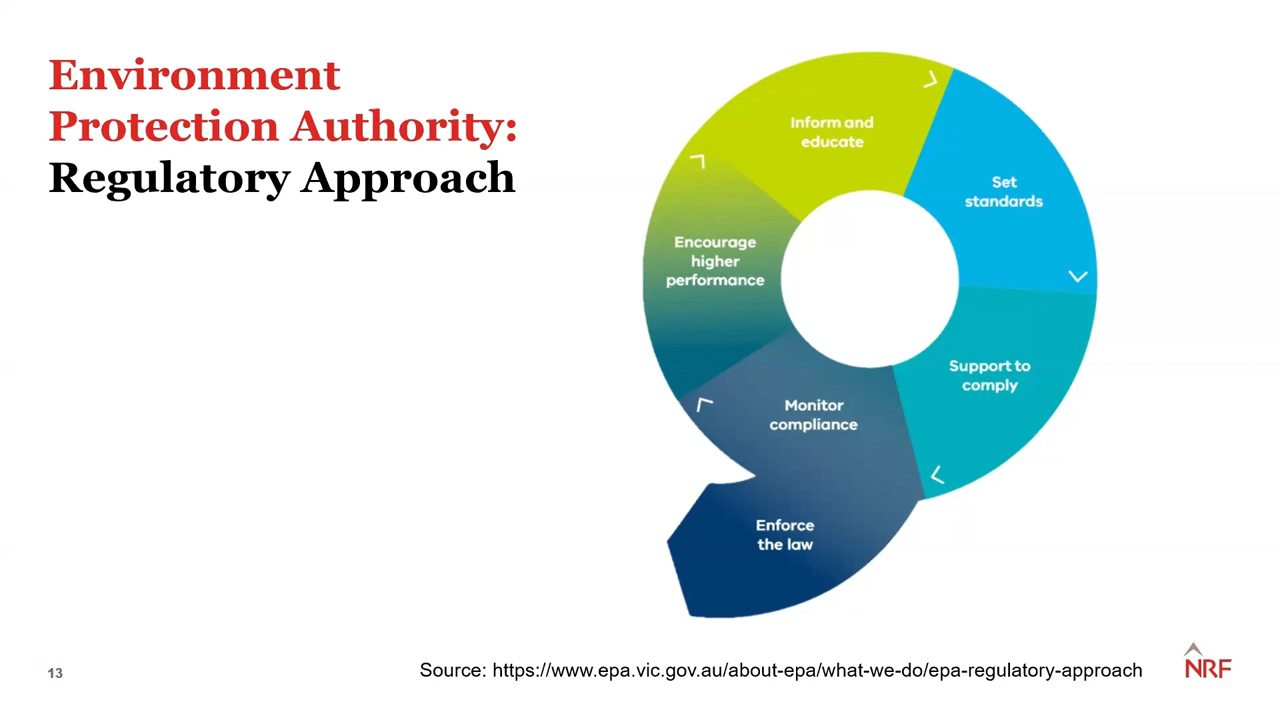 Environment
Protection Authority:
Regulatory Approach
Inform and
educate
Set
standards
Support to
comply
Monitor
compliance
Enforce
the law
Encourage
higher
performance
13
Source: https://www.epa.vic.gov.au/about-epa/what-we-do/epa-regulatory-approach
NRF